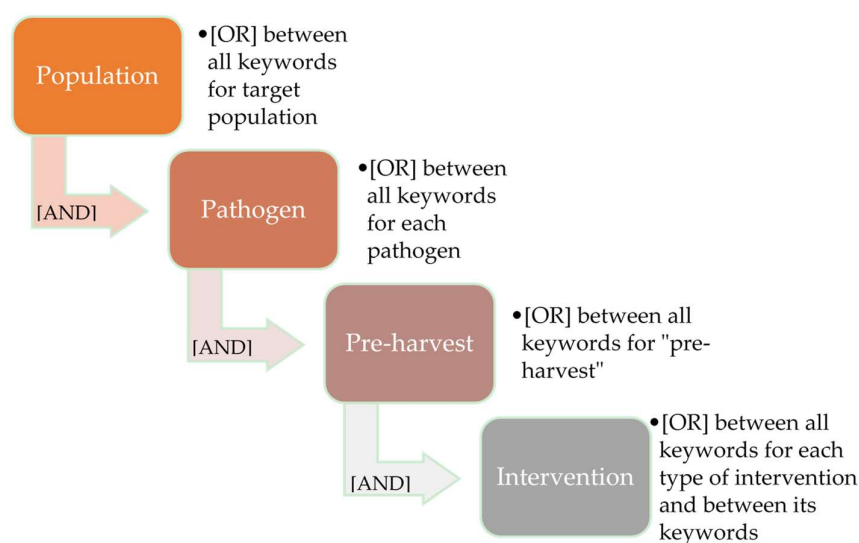 Population
•[OR] between
all keywords
for target
population
[AND]
Pathogen
•[OR] between
all keywords
for each
pathogen
[AND]
Pre-harvest
•[OR] between all
keywords for "pre-
harvest"
[AND]
Intervention
•[OR] between all
keywords for each
type of intervention
and between its
keywords